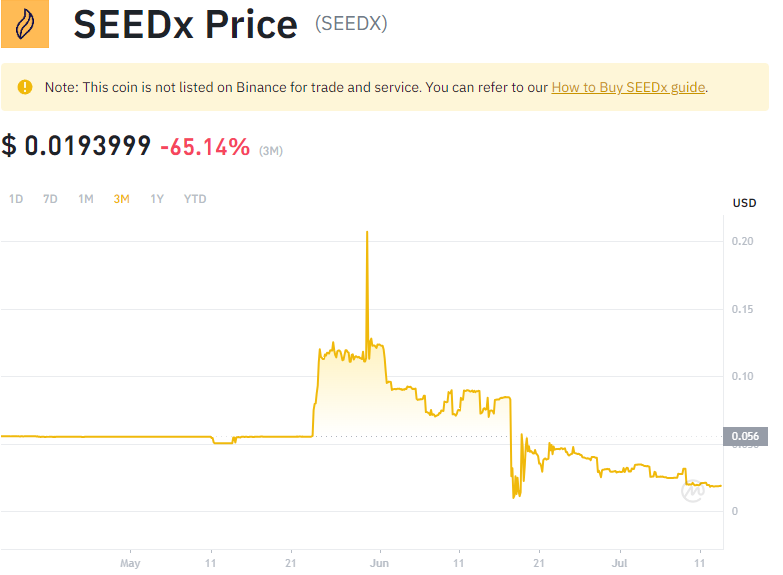 SEEDx Price (SEEDX)
Note: This coin is not listed on Binance for trade and service. You can refer to our How to Buy SEEDx guide.
$ 0.0193999 -65.14% (3M)
1D 7D 1M 3M 1Y YTD
USD
0.20
0.15
0.10
0.056
0
May 11 21 Jun 11 21 Jul 11